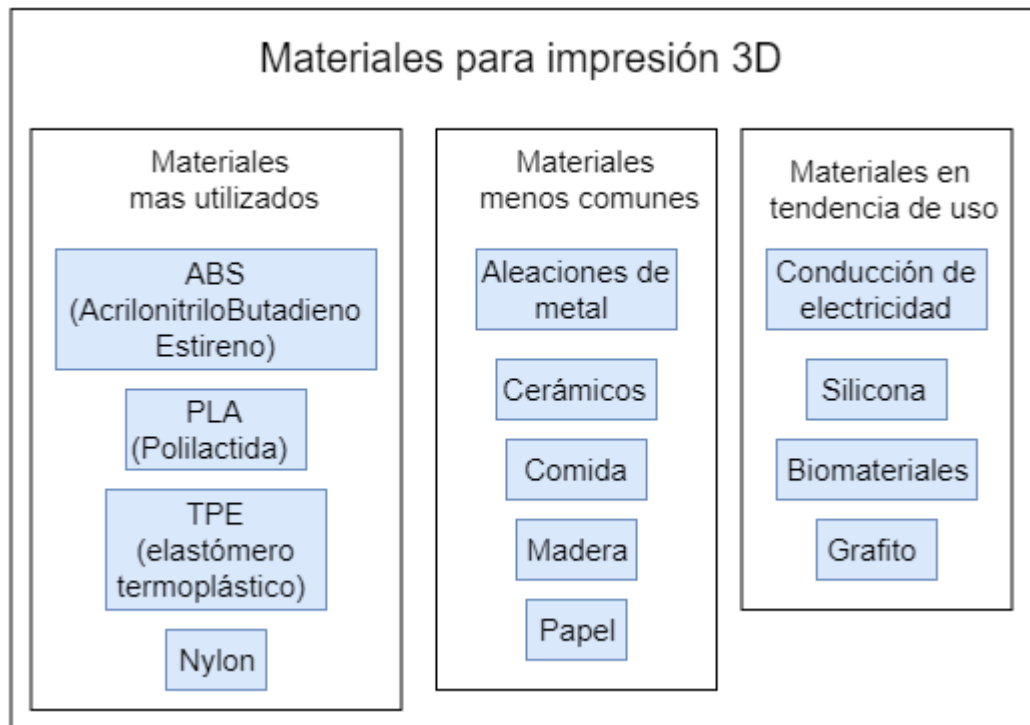 Materiales para impresión 3D
Materiales
mas utilizados
ABS
(AcrilonitriloButadieno
Estireno)
PLA
(Polilactida)
TPE
(elastómero
termoplástico)
Nylon
Materiales
menos comunes
Aleaciones de
metal
Cerámicos
Comida
Madera
Papel
Materiales en
tendencia de uso
Conducción de
electricidad
Silicona
Biomateriales
Grafito